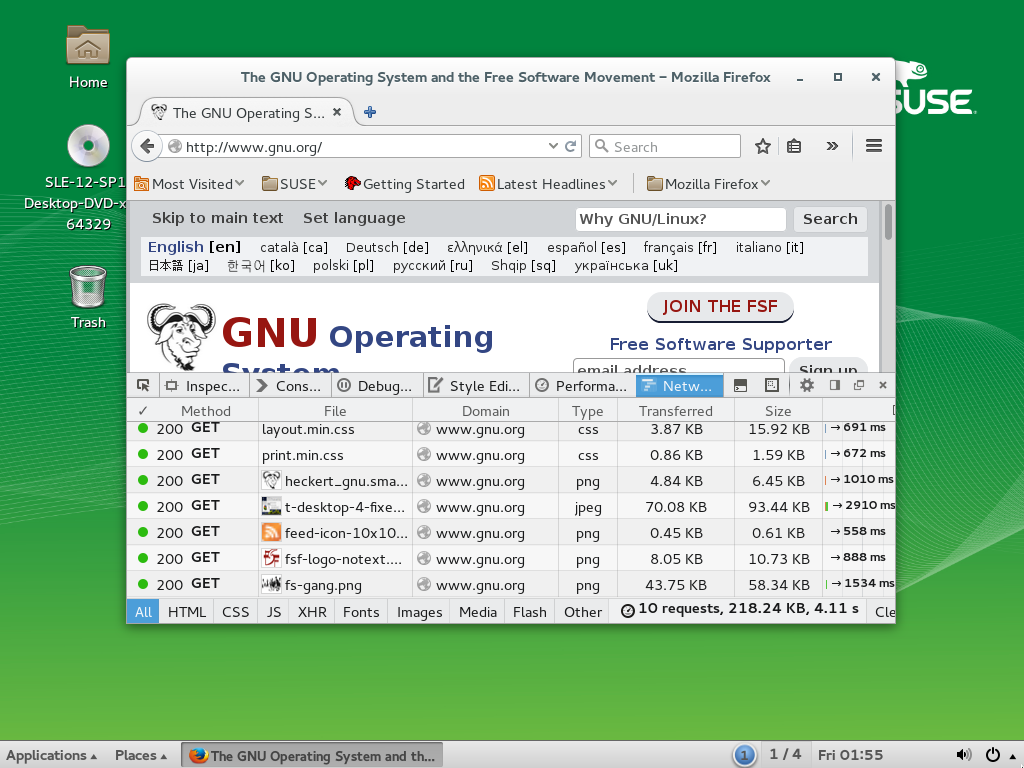 Home
SUSE
SLE-12-SP1
Desktop-DVD-x
64329
Trash
The GNU Operating System and the Free Software Movement – Mozilla Firefox
The GNU Operating S...
http://www.gnu.org/
Search
Most Visited
SUSE
Getting Started
Latest Headlines
Mozilla Firefox
Skip to main text Set language
Why GNU/Linux? Search
English [en] català [ca] Deutsch [de] ελληνικά [el] español [es] français [fr] italiano [it]
日本語 [ja] 한국어 [ko] polski [pl] русский [ru] Shqip [sq] українська [uk]
JOIN THE FSF
GNU Operating
System
Free Software Supporter
email address Sign up
Inspec... Cons... Debug... Style Edi... Performa... Netw...
✓ Method File Domain Type Transferred Size
200 GET layout.min.css www.gnu.org css 3.87 KB 15.92 KB → 691 ms
200 GET print.min.css www.gnu.org css 0.86 KB 1.59 KB → 672 ms
200 GET heckert_gnu.sma... www.gnu.org png 4.84 KB 6.45 KB → 1010 ms
200 GET t-desktop-4-fixe... www.gnu.org jpeg 70.08 KB 93.44 KB → 2910 ms
200 GET feed-icon-10x10... www.gnu.org png 0.45 KB 0.61 KB → 558 ms
200 GET fsf-logo-notext.... www.gnu.org png 8.05 KB 10.73 KB → 888 ms
200 GET fs-gang.png www.gnu.org png 43.75 KB 58.34 KB → 1534 ms
All HTML CSS JS XHR Fonts Images Media Flash Other 10 requests, 218.24 KB, 4.11 s Cle
Applications Places The GNU Operating System and th... 1 1 / 4 Fri 01:55